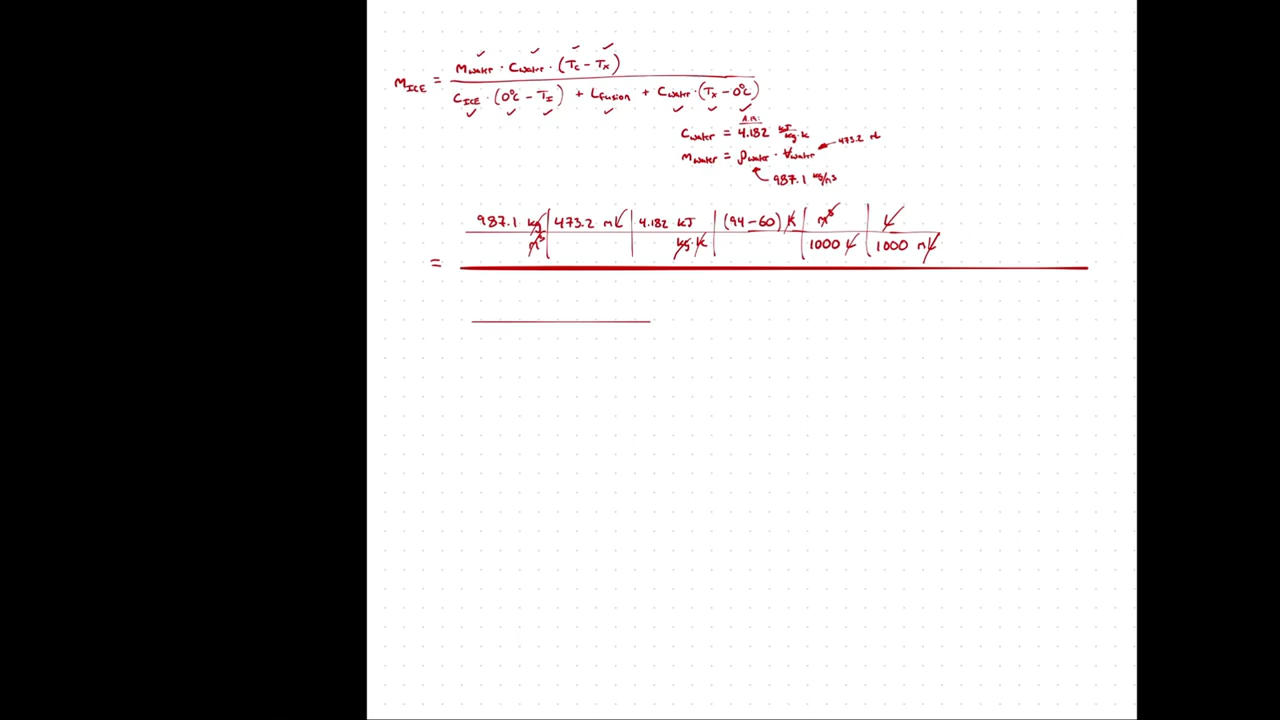 ✓ ✓ ✓ ✓
M_ICE = M_water · C_water · (T_C - T_X)
C_ICE · (0°C - T_I) + L_fusion + C_water · (T_X - 0°C)
✓ ✓ ✓ ✓ ✓ ✓ ✓
C_water = 4.182 kJ/kg·K
m_water = ρ_water · V_water 473.2 mL
987.1 kg/m³
= 987.1 kg | 473.2 mL | 4.182 kJ | (94-60) K | m³ | L
m³ | kg·K | 1000 L | 1000 mL